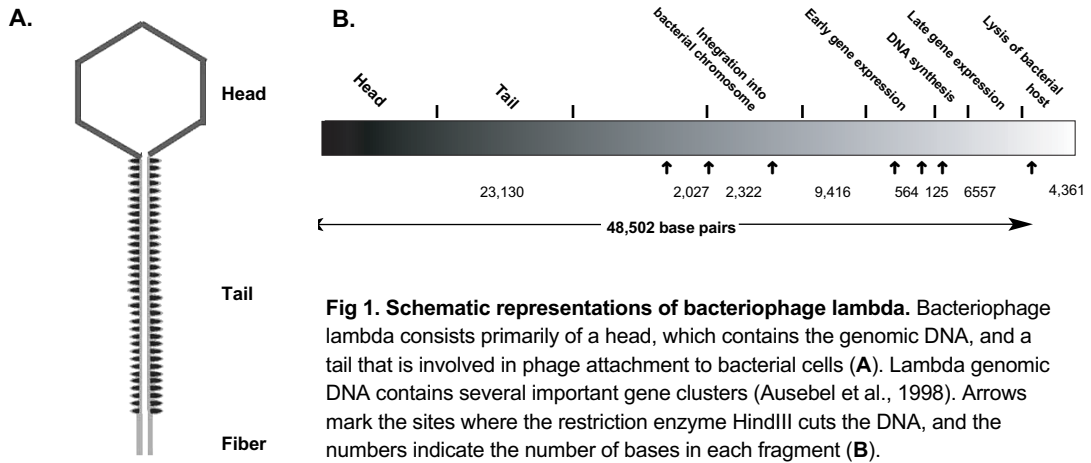 A.
Head
Tail
Fiber
B.
Head
Tail
Integration into
bacterial chromosome
Early gene expression
DNA synthesis
Late gene expression
Lysis of bacterial
host
23,130
2,027
2,322
9,416
564
125
6557
4,361
48,502 base pairs
Fig 1. Schematic representations of bacteriophage lambda. Bacteriophage
lambda consists primarily of a head, which contains the genomic DNA, and a
tail that is involved in phage attachment to bacterial cells (A). Lambda genomic
DNA contains several important gene clusters (Ausebel et al., 1998). Arrows
mark the sites where the restriction enzyme HindIII cuts the DNA, and the
numbers indicate the number of bases in each fragment (B).